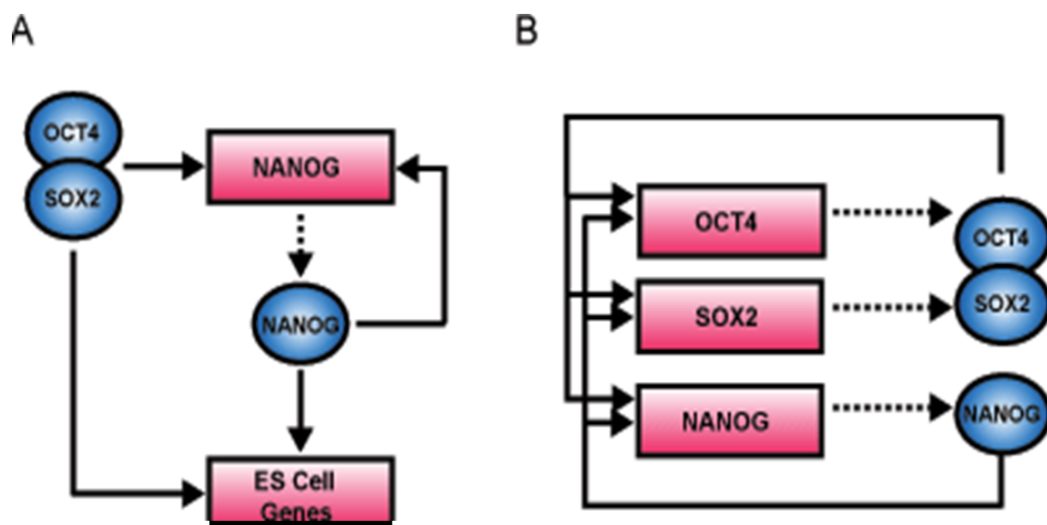 A
B
OCT4
SOX2
NANOG
NANOG
ES Cell
Genes
OCT4
SOX2
NANOG
OCT4
SOX2
NANOG